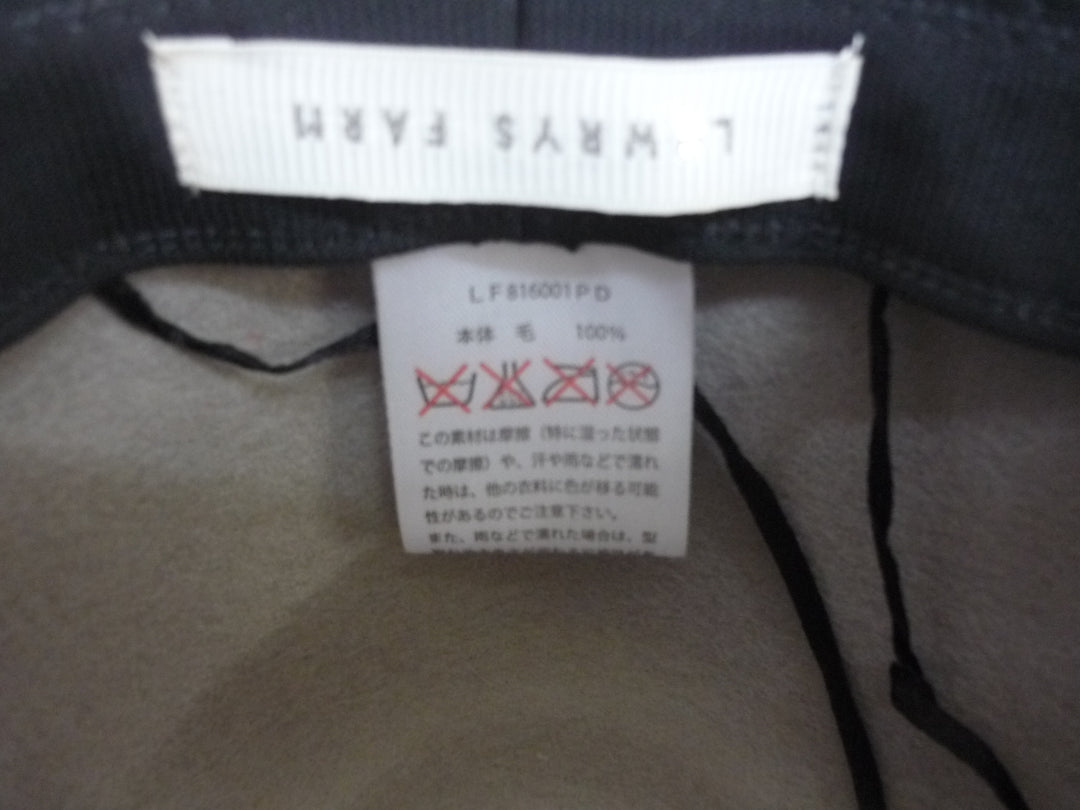 LOWRYS FARM
LF816001PD
本体 毛 100%
この素材は摩擦（特に湿った状態
での摩擦）や、汗や雨などで濡れ
た時は、他の衣料に色が移る可能
性があるのでご注意下さい。
また、雨などで濡れた場合は、型